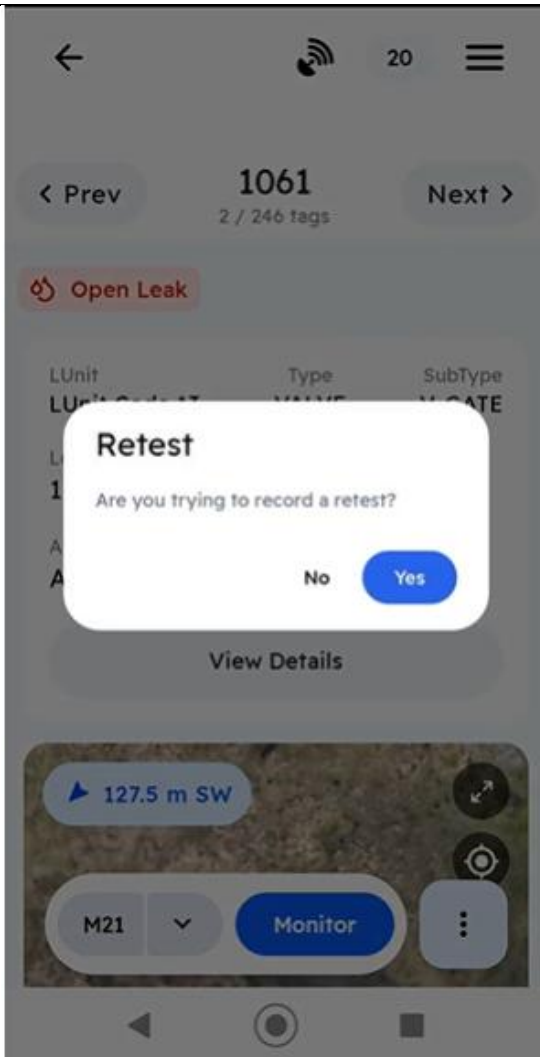 20
< Prev
1061
Next >
2 / 246 tags
Open Leak
LUnit
Type
SubType
Retest
1
Are you trying to record a retest?
A
No
Yes
View Details
127.5 m SW
M21
Monitor